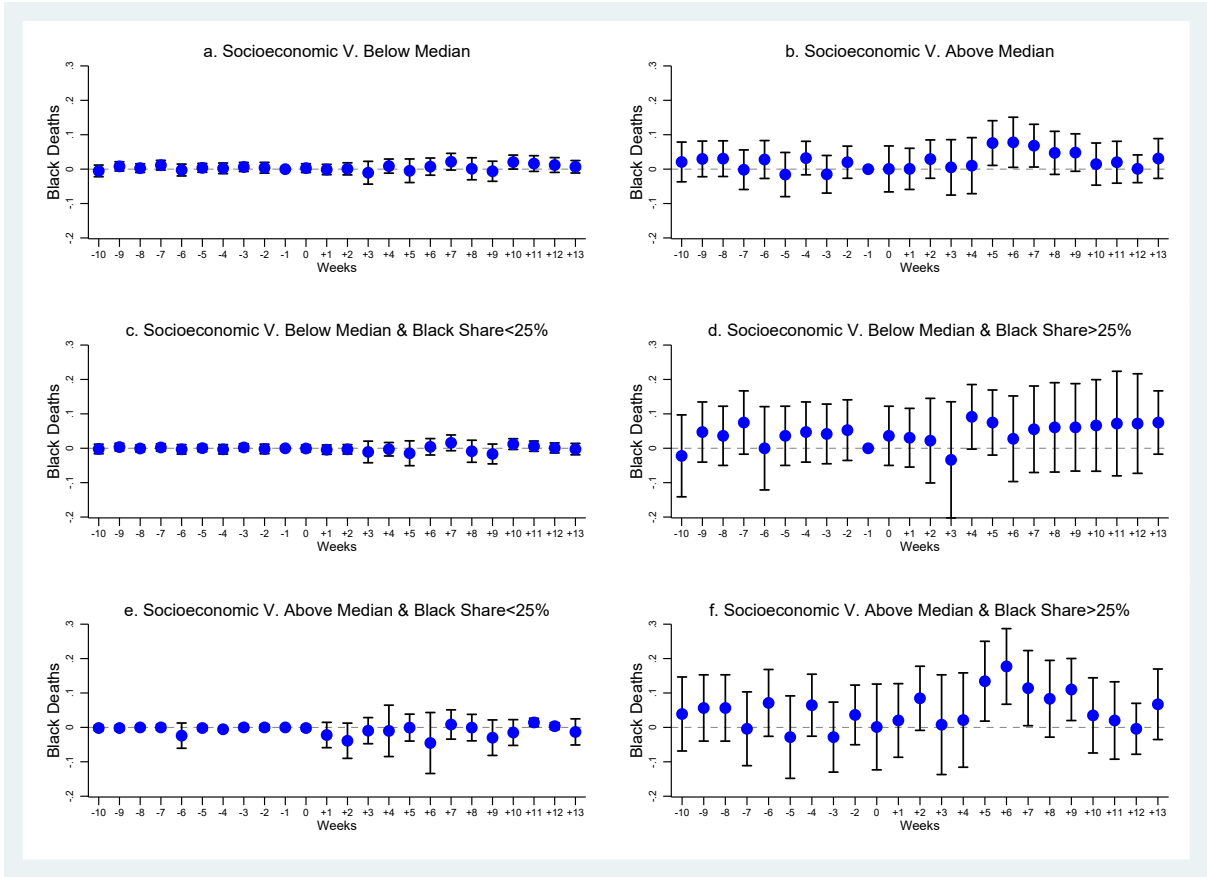 a. Socioeconomic V. Below Median
Black Deaths
.3
.2
.1
0
-.1
-.2
-10 -9 -8 -7 -6 -5 -4 -3 -2 -1 0 +1 +2 +3 +4 +5 +6 +7 +8 +9 +10 +11 +12 +13
Weeks
b. Socioeconomic V. Above Median
Black Deaths
.3
.2
.1
0
-.1
-.2
-10 -9 -8 -7 -6 -5 -4 -3 -2 -1 0 +1 +2 +3 +4 +5 +6 +7 +8 +9 +10 +11 +12 +13
Weeks
c. Socioeconomic V. Below Median & Black Share<25%
Black Deaths
.3
.2
.1
0
-.1
-.2
-10 -9 -8 -7 -6 -5 -4 -3 -2 -1 0 +1 +2 +3 +4 +5 +6 +7 +8 +9 +10 +11 +12 +13
Weeks
d. Socioeconomic V. Below Median & Black Share>25%
Black Deaths
.3
.2
.1
0
-.1
-.2
-10 -9 -8 -7 -6 -5 -4 -3 -2 -1 0 +1 +2 +3 +4 +5 +6 +7 +8 +9 +10 +11 +12 +13
Weeks
e. Socioeconomic V. Above Median & Black Share<25%
Black Deaths
.3
.2
.1
0
-.1
-.2
-10 -9 -8 -7 -6 -5 -4 -3 -2 -1 0 +1 +2 +3 +4 +5 +6 +7 +8 +9 +10 +11 +12 +13
Weeks
f. Socioeconomic V. Above Median & Black Share>25%
Black Deaths
.3
.2
.1
0
-.1
-.2
-10 -9 -8 -7 -6 -5 -4 -3 -2 -1 0 +1 +2 +3 +4 +5 +6 +7 +8 +9 +10 +11 +12 +13
Weeks